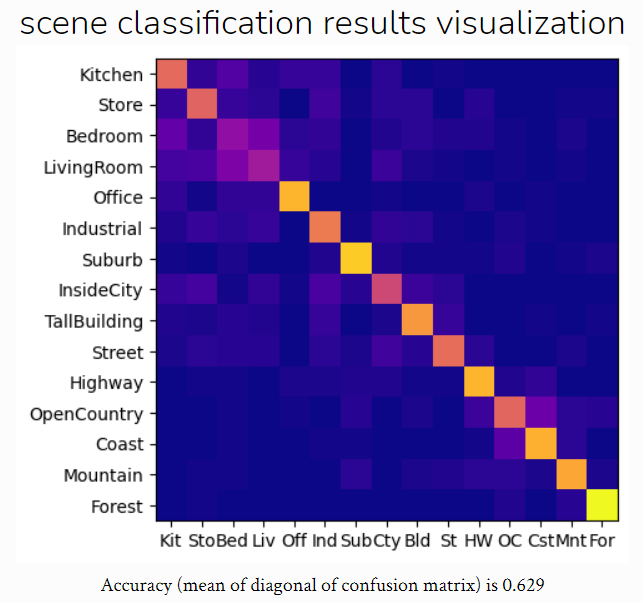 scene classification results visualization
Kitchen
Store
Bedroom
LivingRoom
Office
Industrial
Suburb
InsideCity
TallBuilding
Street
Highway
OpenCountry
Coast
Mountain
Forest
Kit Sto Bed Liv Off Ind Sub Cty Bld St HW OC Cst Mnt For
Accuracy (mean of diagonal of confusion matrix) is 0.629